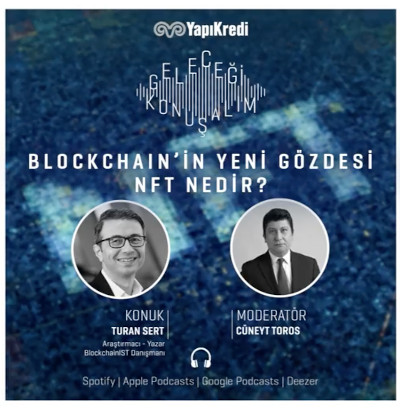 YapıKredi
GELECEĞİ
KONUŞALIM
BLOCKCHAIN'İN YENİ GÖZDESİ
NFT NEDİR?
KONUK
TURAN SERT
Araştırmacı - Yazar
BlockchainIST Danışmanı
MODERATÖR
CÜNEYT TOROS
Spotify | Apple Podcasts | Google Podcasts | Deezer